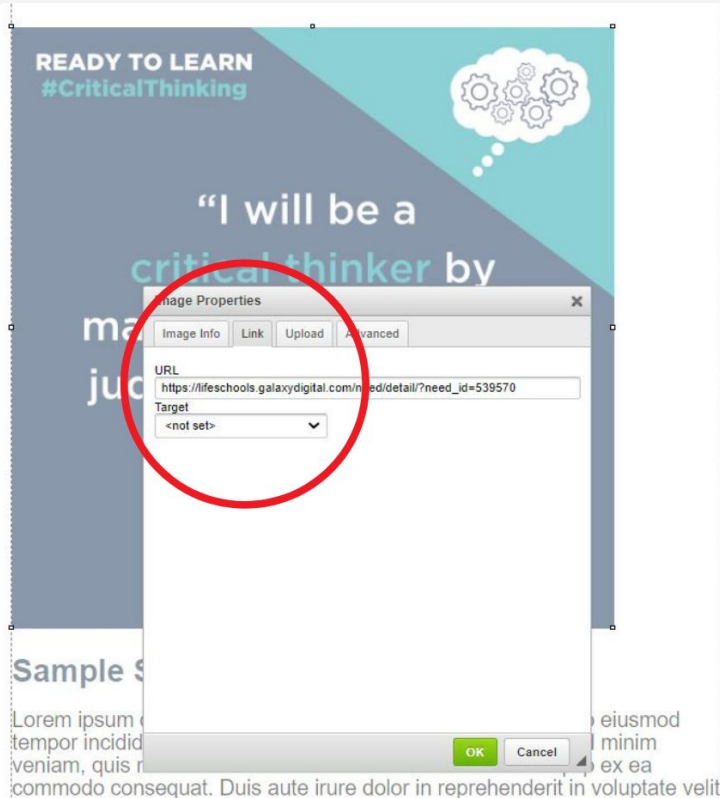 READY TO LEARN
#CriticalThinking
“I will be a
critical thinker by
ma
jud
Image Properties
Image Info Link Upload Advanced
URL
https://lifeschools.galaxydigital.com/need/detail/?need_id=539570
Target
<not set>
OK Cancel
Sample S
Lorem ipsum eiusmod
tempor incidid minim
veniam, quis ex ea
commodo consequat. Duis aute irure dolor in reprehenderit in voluptate velit